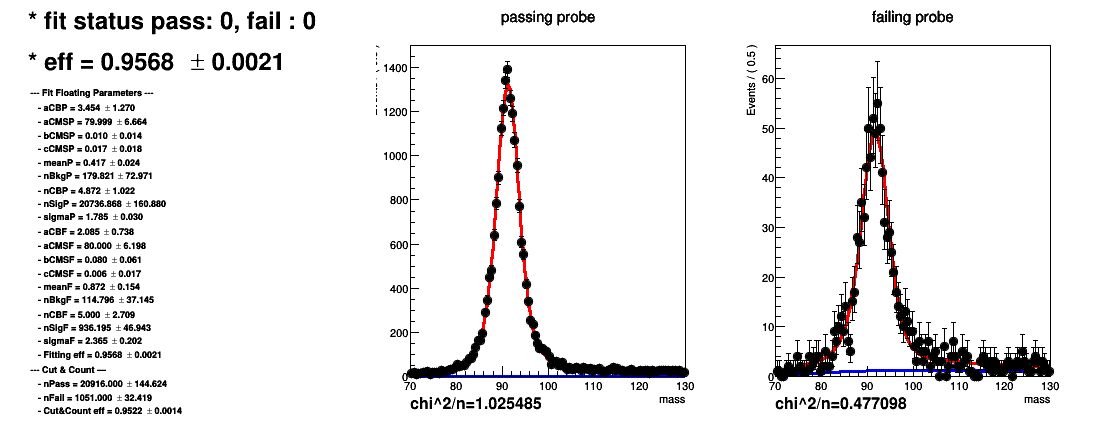 * fit status pass: 0, fail : 0
* eff = 0.9568 ± 0.0021
--- Fit Floating Parameters ---
- aCBP = 3.454 ± 1.270
- aCMSP = 79.999 ± 6.664
- bCMSP = 0.010 ± 0.014
- cCMSP = 0.017 ± 0.018
- meanP = 0.417 ± 0.024
- nBkgP = 179.821 ± 72.971
- nCBP = 4.872 ± 1.022
- nSigP = 20736.868 ± 160.880
- sigmaP = 1.785 ± 0.030
- aCBF = 2.085 ± 0.738
- aCMSF = 80.000 ± 6.198
- bCMSF = 0.080 ± 0.061
- cCMSF = 0.006 ± 0.017
- meanF = 0.872 ± 0.154
- nBkgF = 114.796 ± 37.145
- nCBF = 5.000 ± 2.709
- nSigF = 936.195 ± 46.943
- sigmaF = 2.365 ± 0.202
- Fitting eff = 0.9568 ± 0.0021
--- Cut & Count ---
- nPass = 20916.000 ± 144.624
- nFail = 1051.000 ± 32.419
- Cut&Count eff = 0.9522 ± 0.0014
passing probe
1400
1200
1000
800
600
400
200
0
70 80 90 100 110 120 130
mass
chi^2/n=1.025485
failing probe
Events / ( 0.5 )
60
50
40
30
20
10
0
70 80 90 100 110 120 130
mass
chi^2/n=0.477098